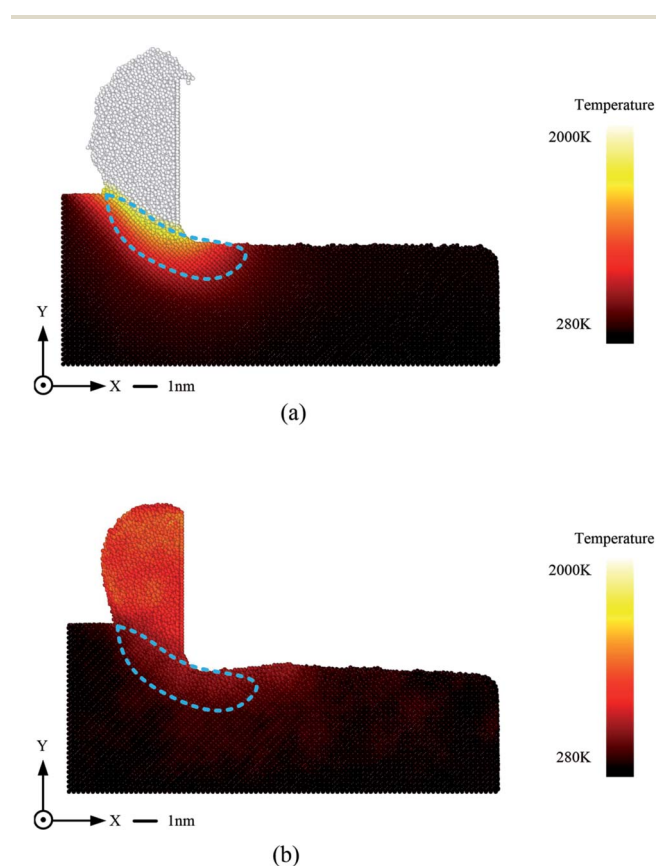 Temperature
2000K
280K
Y
X
1nm
(a)
Temperature
2000K
280K
Y
X
1nm
(b)